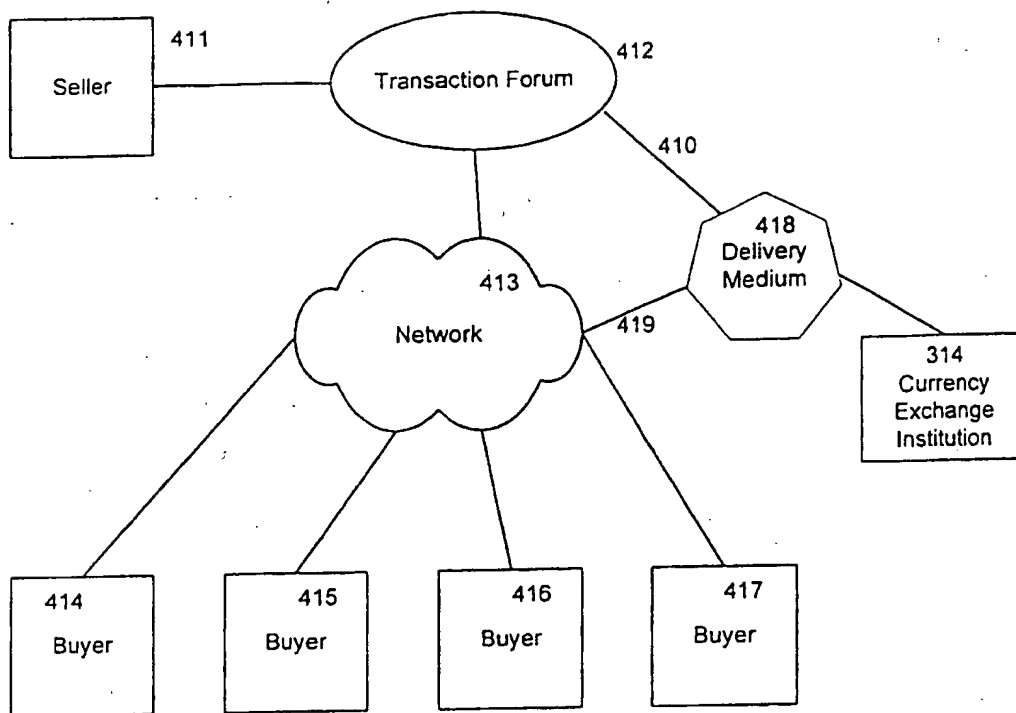 411
412
Seller
Transaction Forum
410
418
Delivery
Medium
413
419
Network
314
Currency
Exchange
Institution
414
Buyer
415
Buyer
416
Buyer
417
Buyer